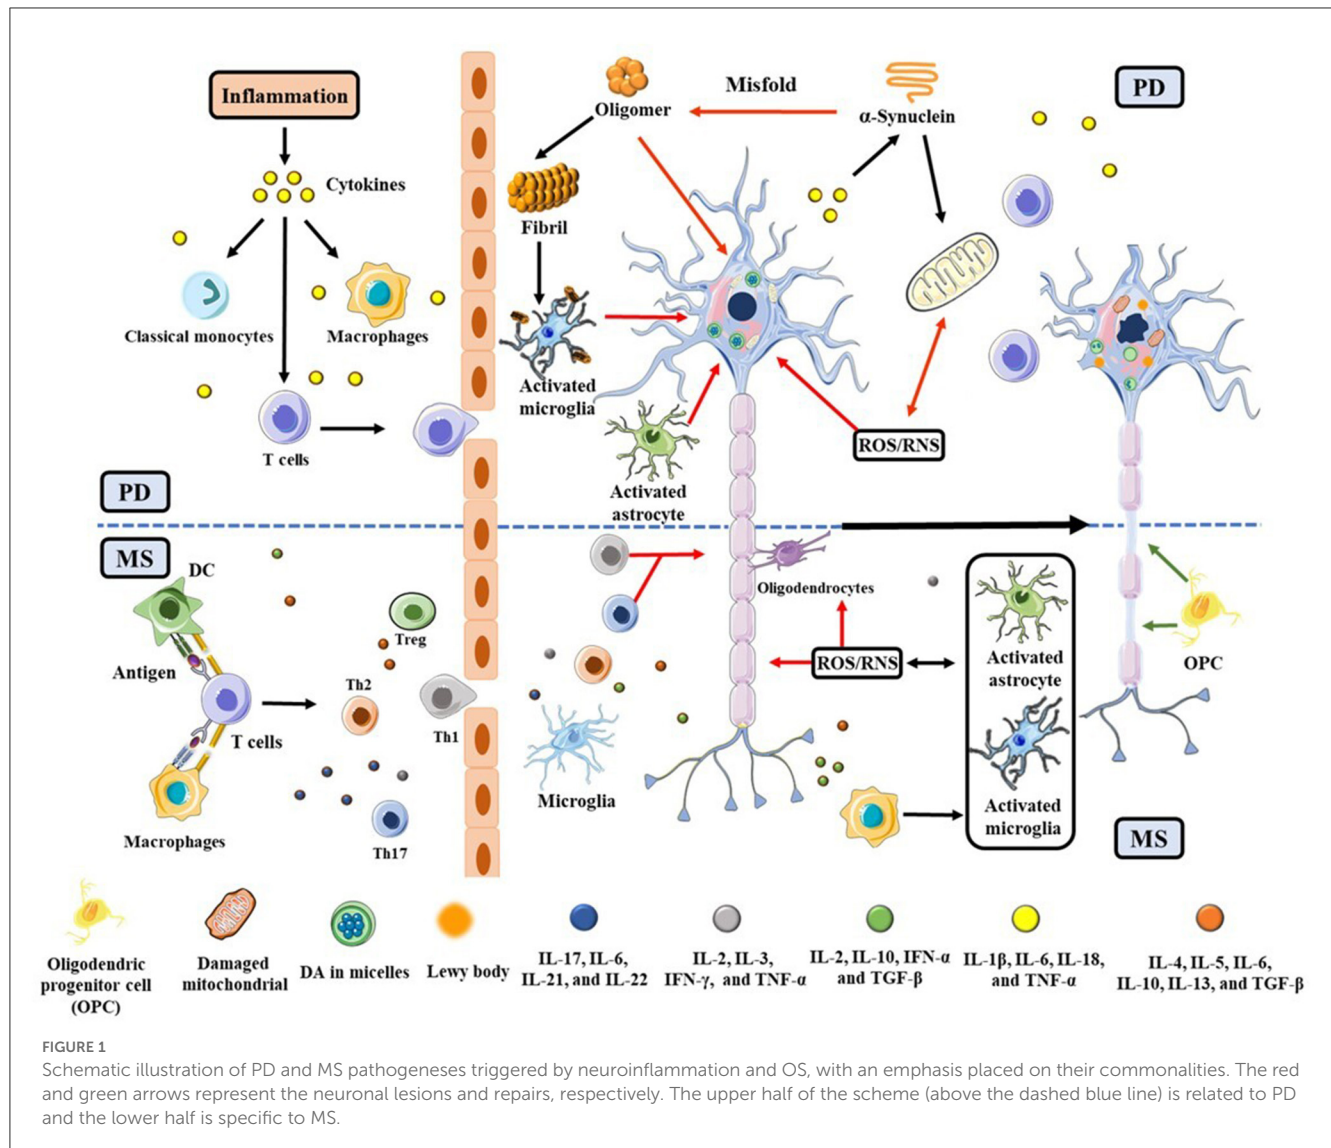 Inflammation
Cytokines
Classical monocytes
Macrophages
T cells
PD
Oligomer
Misfold
α-Synuclein
PD
Fibril
Activated
microglia
Activated
astrocyte
ROS/RNS
MS
DC
Antigen
T cells
Macrophages
Treg
Th2
Th1
Th17
Microglia
Oligodendrocytes
ROS/RNS
Activated
astrocyte
Activated
microglia
OPC
MS
Oligodendric
progenitor cell
(OPC)
Damaged
mitochondrial
DA in micelles
Lewy body
IL-17, IL-6,
IL-21, and IL-22
IL-2, IL-3,
IFN-γ, and TNF-α
IL-2, IL-10, IFN-α
and TGF-β
IL-1β, IL-6, IL-18,
and TNF-α
IL-4, IL-5, IL-6,
IL-10, IL-13, and TGF-β
FIGURE 1
Schematic illustration of PD and MS pathogeneses triggered by neuroinflammation and OS, with an emphasis placed on their commonalities. The red
and green arrows represent the neuronal lesions and repairs, respectively. The upper half of the scheme (above the dashed blue line) is related to PD
and the lower half is specific to MS.